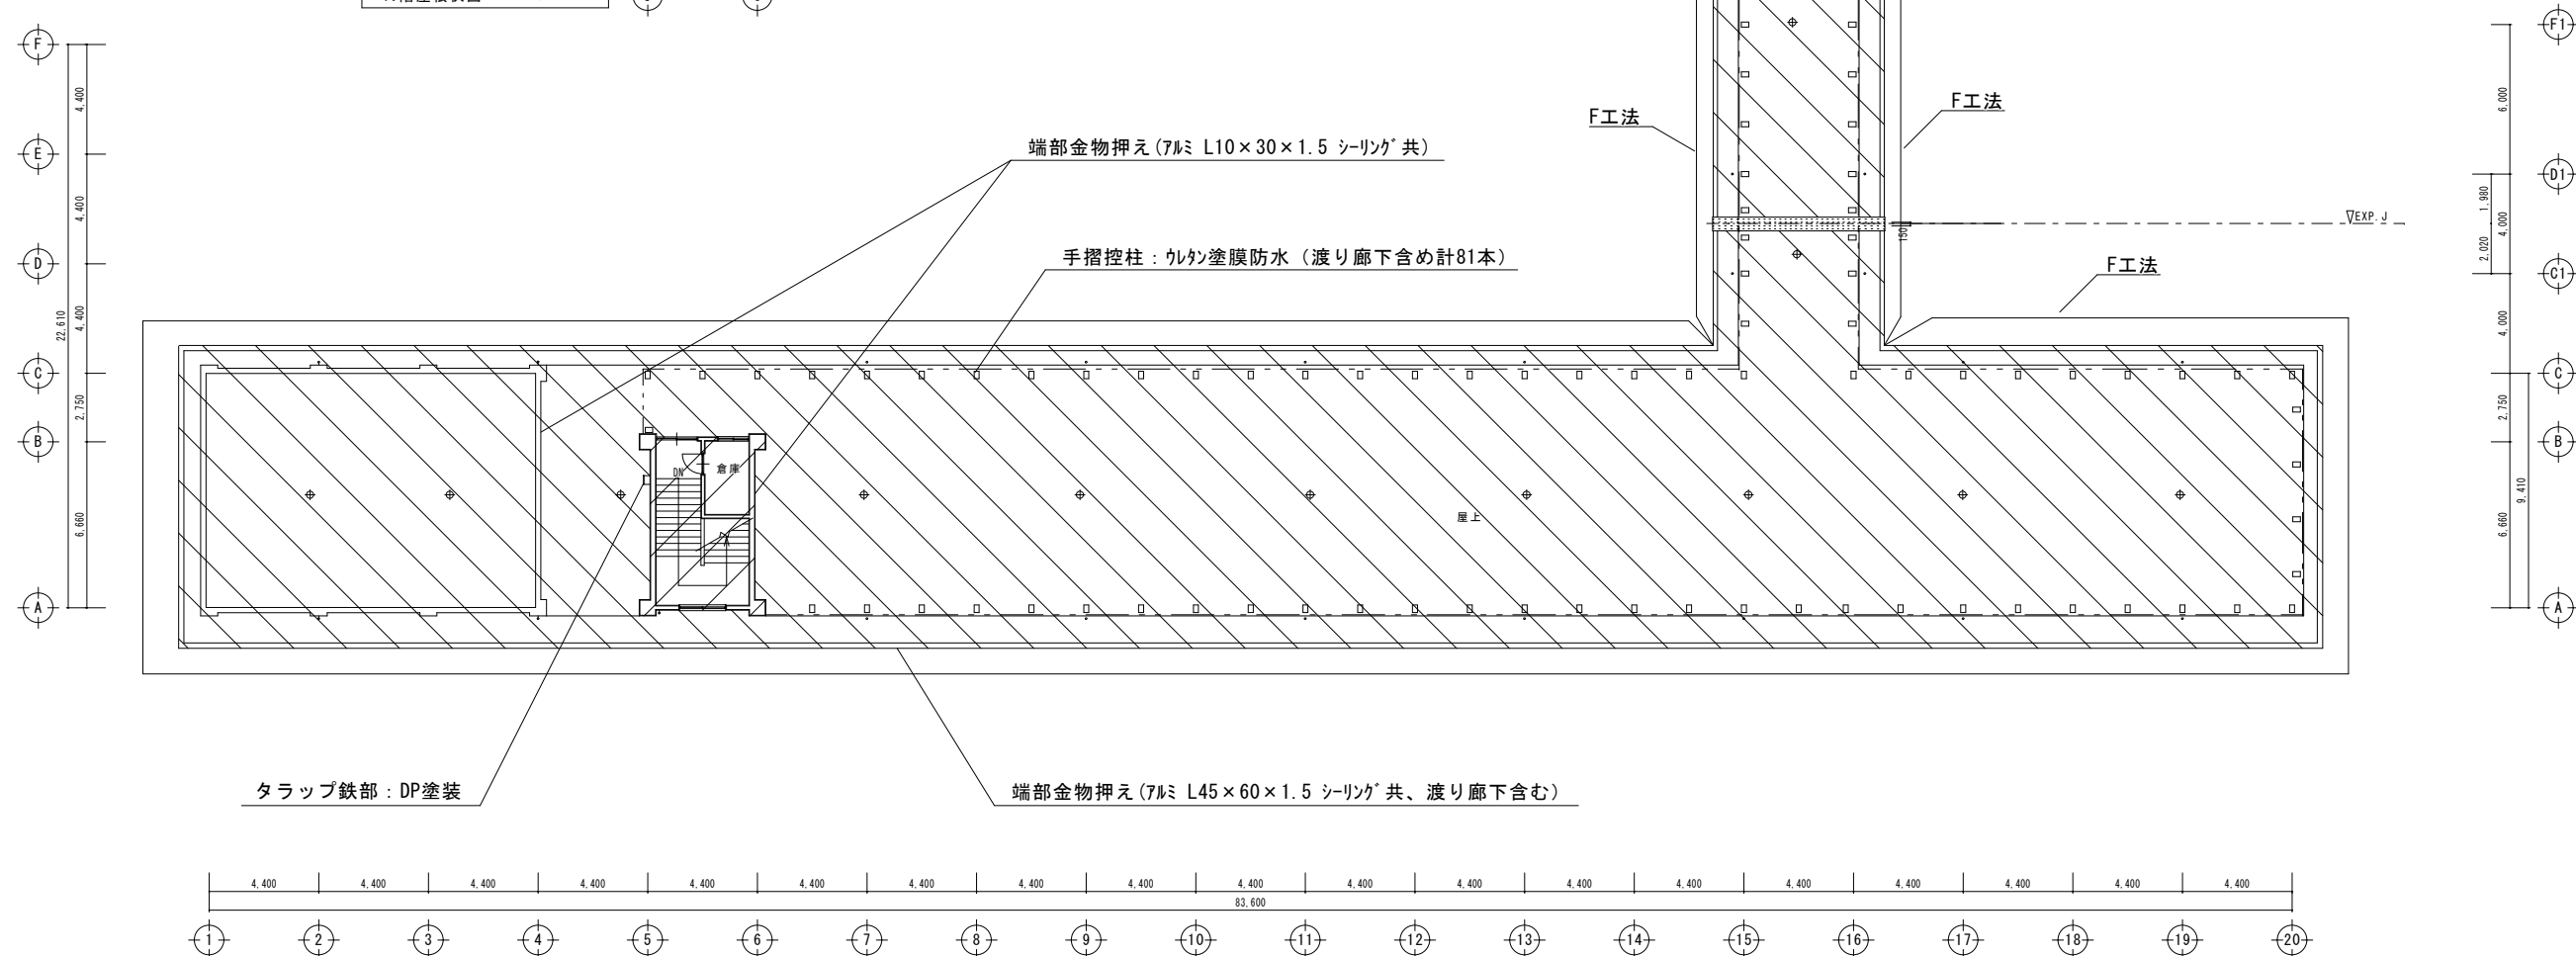 F
E
D
C
B
A
4,400
4,400
4,400
2,750
6,660
22,610
端部金物押え(ｱﾙﾐ L10×30×1.5 ｼｰﾘﾝｸﾞ共)
手摺控柱：ｳﾚﾀﾝ塗膜防水（渡り廊下含め計81本）
F工法
F工法
F工法
▽EXP.J
150
F1
D1
C1
C
B
A
6,000
1,980
2,020
4,000
4,000
2,750
6,660
9,410
DN
倉庫
屋上
タラップ鉄部：DP塗装
端部金物押え(ｱﾙﾐ L45×60×1.5 ｼｰﾘﾝｸﾞ共、渡り廊下含む)
4,400 4,400 4,400 4,400 4,400 4,400 4,400 4,400 4,400 4,400 4,400 4,400 4,400 4,400 4,400 4,400 4,400 4,400 4,400
83,600
1 2 3 4 5 6 7 8 9 10 11 12 13 14 15 16 17 18 19 20